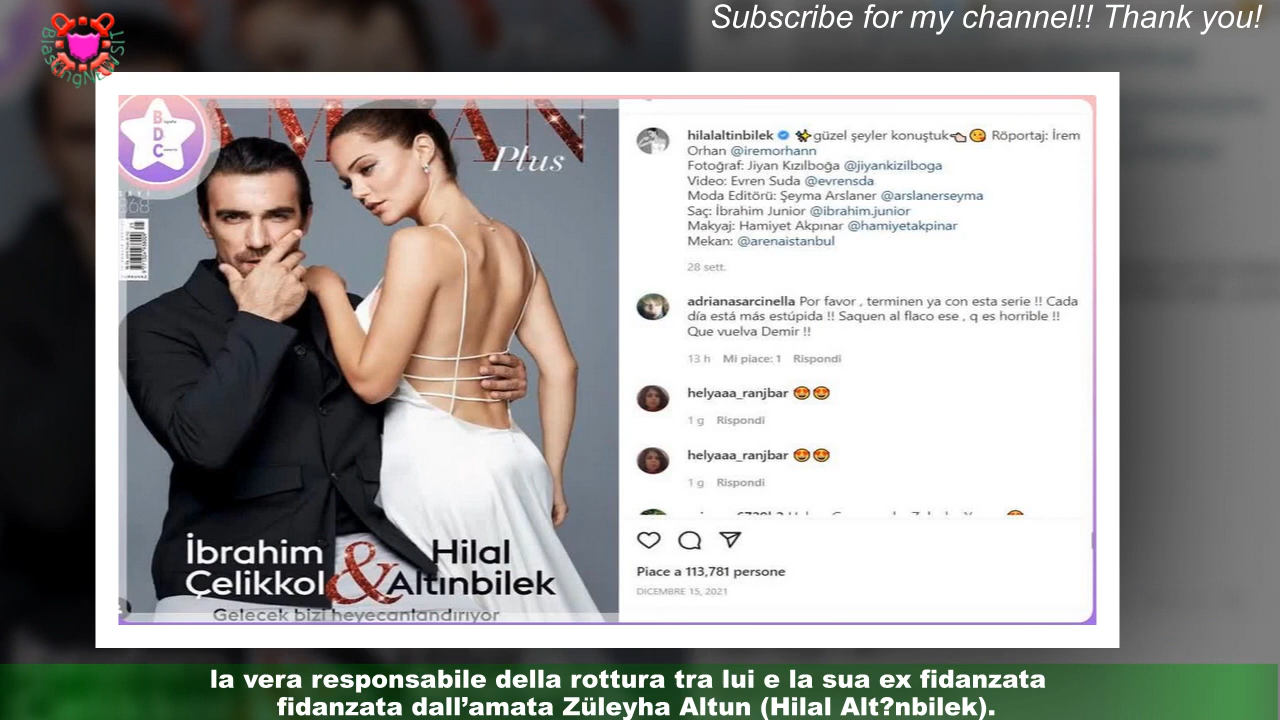 Subscribe for my channel!! Thank you!
BlastingNewsIT
BDC
AMAN
Plus
SAYI
868
İbrahim & Hilal
Çelikkol Altınbilek
Gelecek bizi heyecanlandırıyor
hilalaltinbilek ✨güzel şeyler konuştuk👈😊 Röportaj: İrem
Orhan @iremorhann
Fotoğraf: Jiyan Kızılboğa @jiyankizilboga
Video: Evren Suda @evrensda
Moda Editörü: Şeyma Arslaner @arslanerseyma
Saç: İbrahim Junior @ibrahim.junior
Makyaj: Hamiyet Akpınar @hamiyetakpinar
Mekan: @arenaistanbul
28 sett.
adrianasarcinella Por favor , terminen ya con esta serie !! Cada
día está más estúpida !! Saquen al flaco ese , q es horrible !!
Que vuelva Demir !!
13 h Mi piace: 1 Rispondi
helyaaa_ranjbar 😍😍
1 g Rispondi
helyaaa_ranjbar 😍😍
1 g Rispondi
Piace a 113,781 persone
DICEMBRE 15, 2021
la vera responsabile della rottura tra lui e la sua ex fidanzata
fidanzata dall’amata Züleyha Altun (Hilal Alt?nbilek).